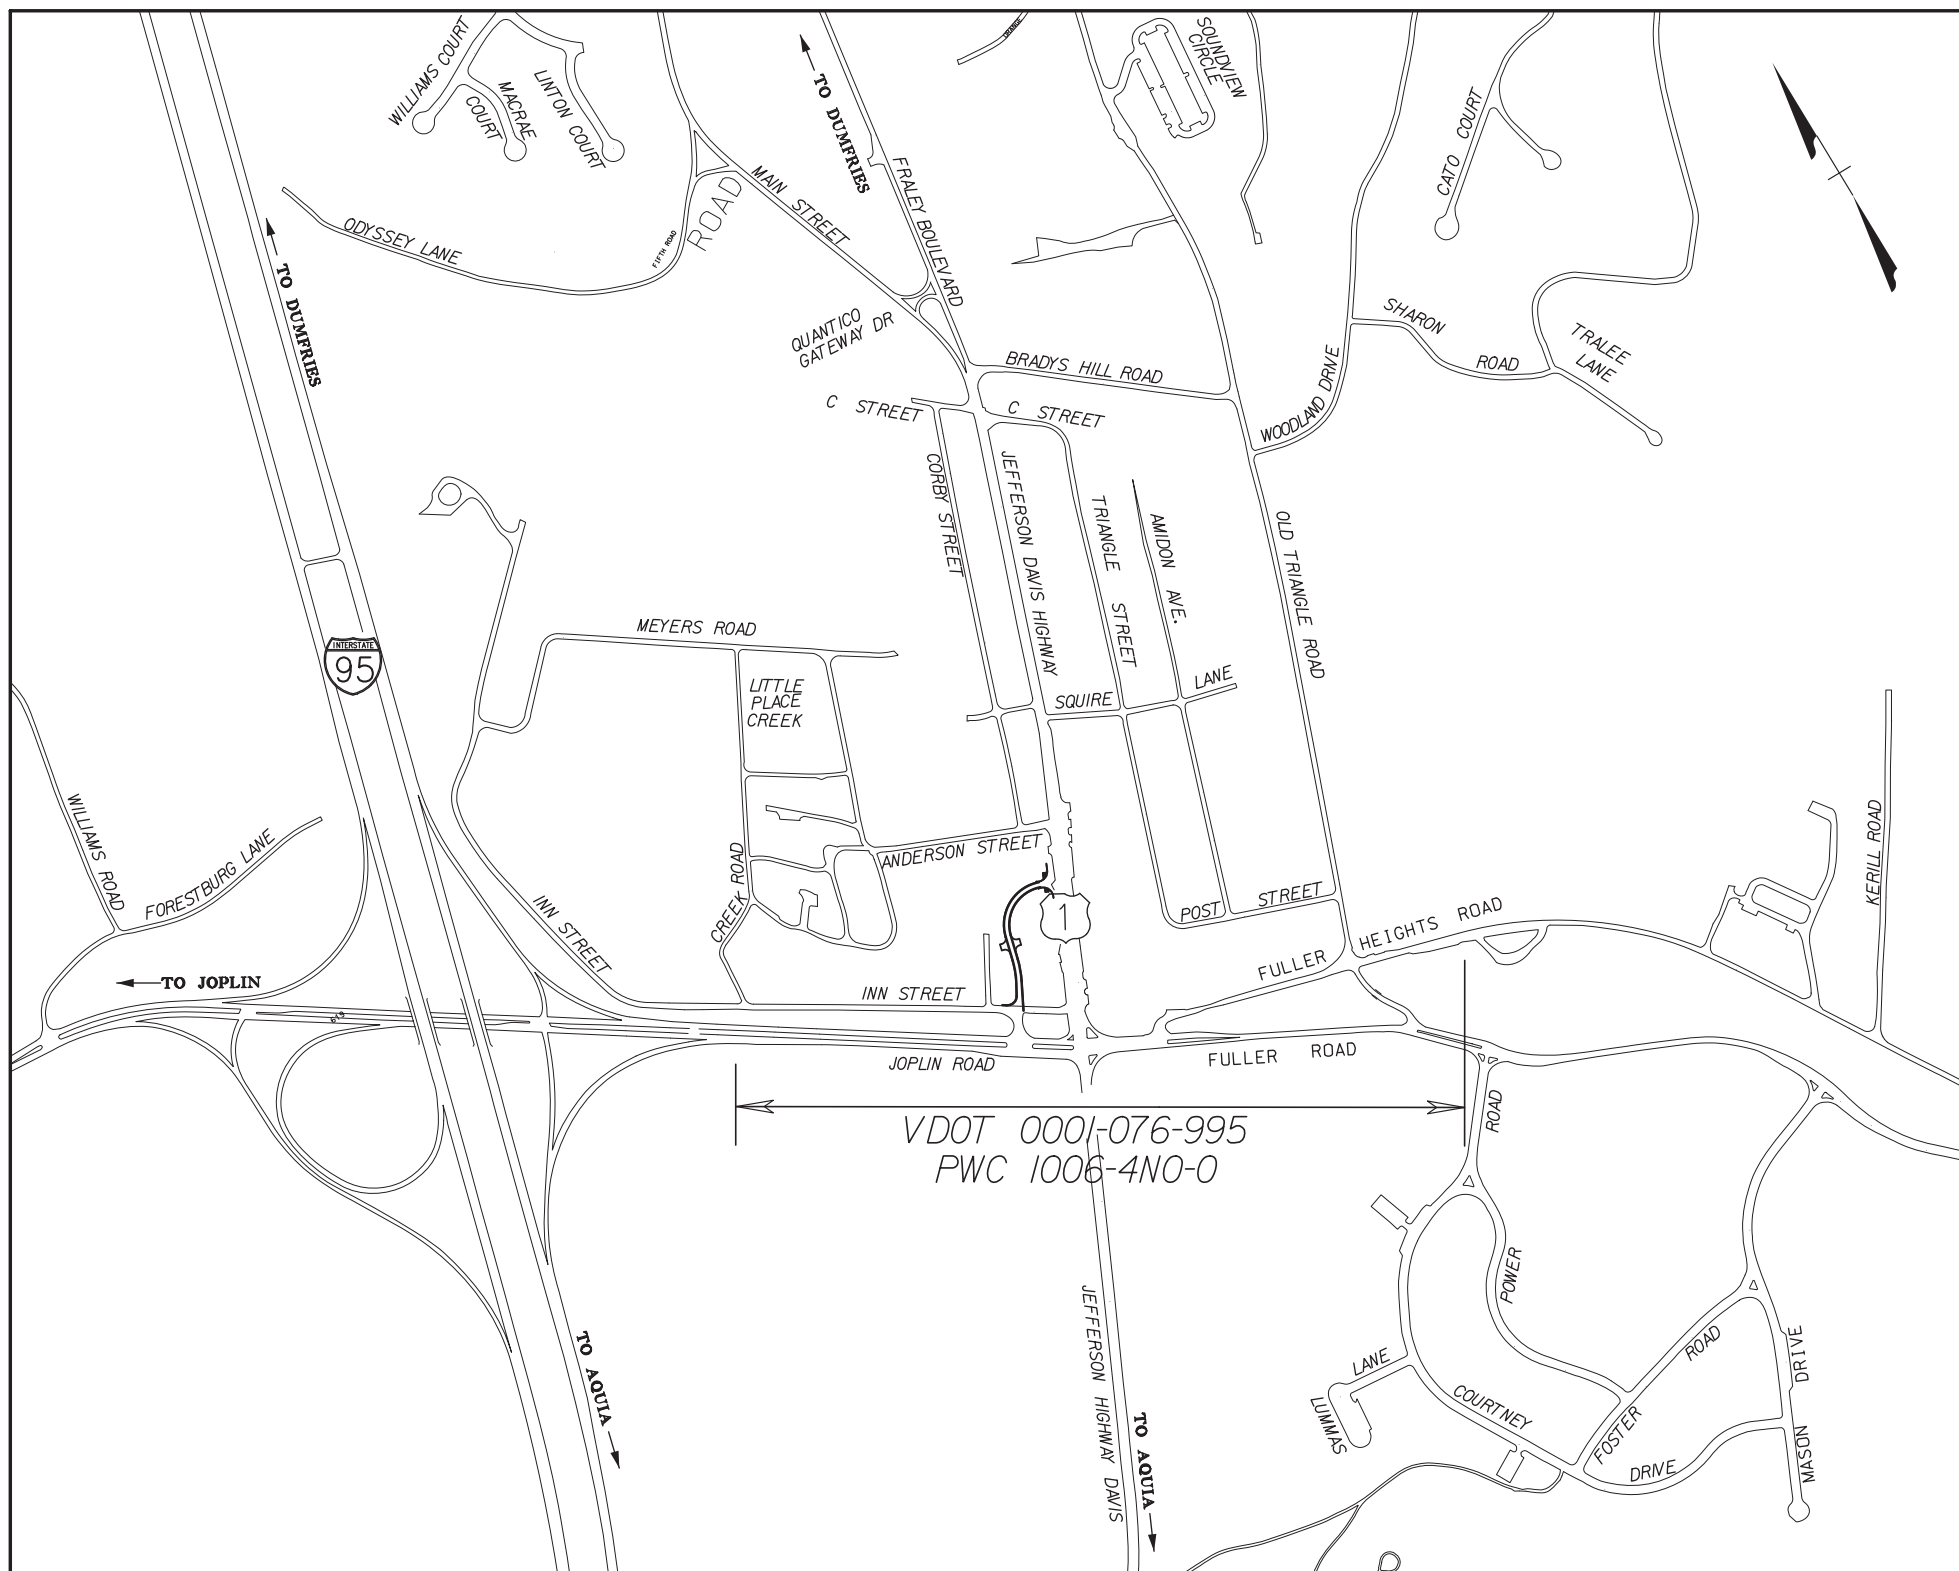 WILLIAMS COURT
MACRAE
COURT
LINTON COURT
TO DUMFRIES
ORANGE
SOUNDVIEW
CIRCLE
CATO COURT
ODYSSEY LANE
FIFTH ROAD
ROAD
MAIN STREET
FRALEY BOULEVARD
TO DUMFRIES
QUANTICO
GATEWAY DR
BRADYS HILL ROAD
WOODLAND DRIVE
SHARON ROAD
TRALEE
LANE
C STREET
C STREET
CORBY STREET
JEFFERSON DAVIS HIGHWAY
TRIANGLE STREET
AMIDON AVE.
OLD TRIANGLE ROAD
INTERSTATE
95
MEYERS ROAD
LITTLE
PLACE
CREEK
SQUIRE LANE
WILLIAMS ROAD
FORESTBURG LANE
CREEK ROAD
ANDERSON STREET
INN STREET
1
POST STREET
HEIGHTS ROAD
FULLER
KERILL ROAD
TO JOPLIN
619
INN STREET
JOPLIN ROAD
FULLER ROAD
VDOT 0001-076-995
PWC 1006-4N0-0
ROAD
POWER
ROAD
FOSTER
LANE
LUMMAS
COURTNEY
DRIVE
MASON DRIVE
JEFFERSON HIGHWAY DAVIS
TO AQUIA
TO AQUIA